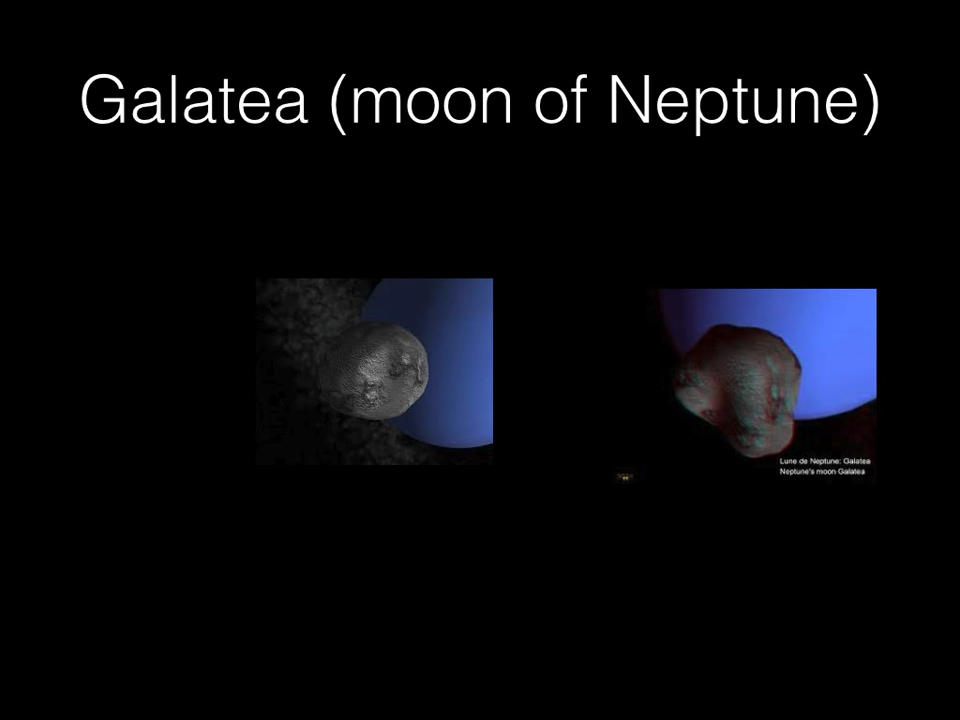 Galatea (moon of Neptune)
Lune de Neptune: Galatea
Neptune's moon Galatea